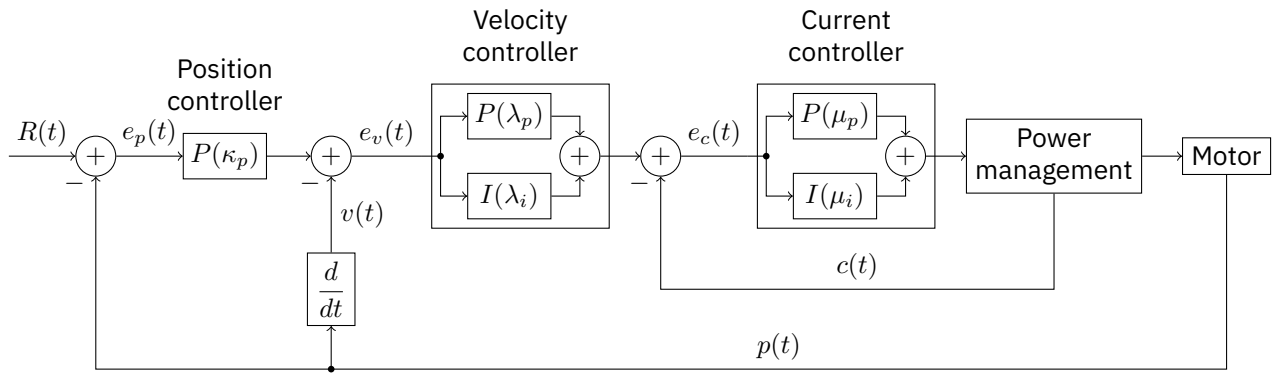 Velocity
controller
Current
controller
Position
controller
R(t)
+
−
e_p(t)
P(κ_p)
+
−
e_v(t)
P(λ_p)
I(λ_i)
+
+
−
e_c(t)
P(μ_p)
I(μ_i)
+
Power
management
Motor
v(t)
d
dt
c(t)
p(t)